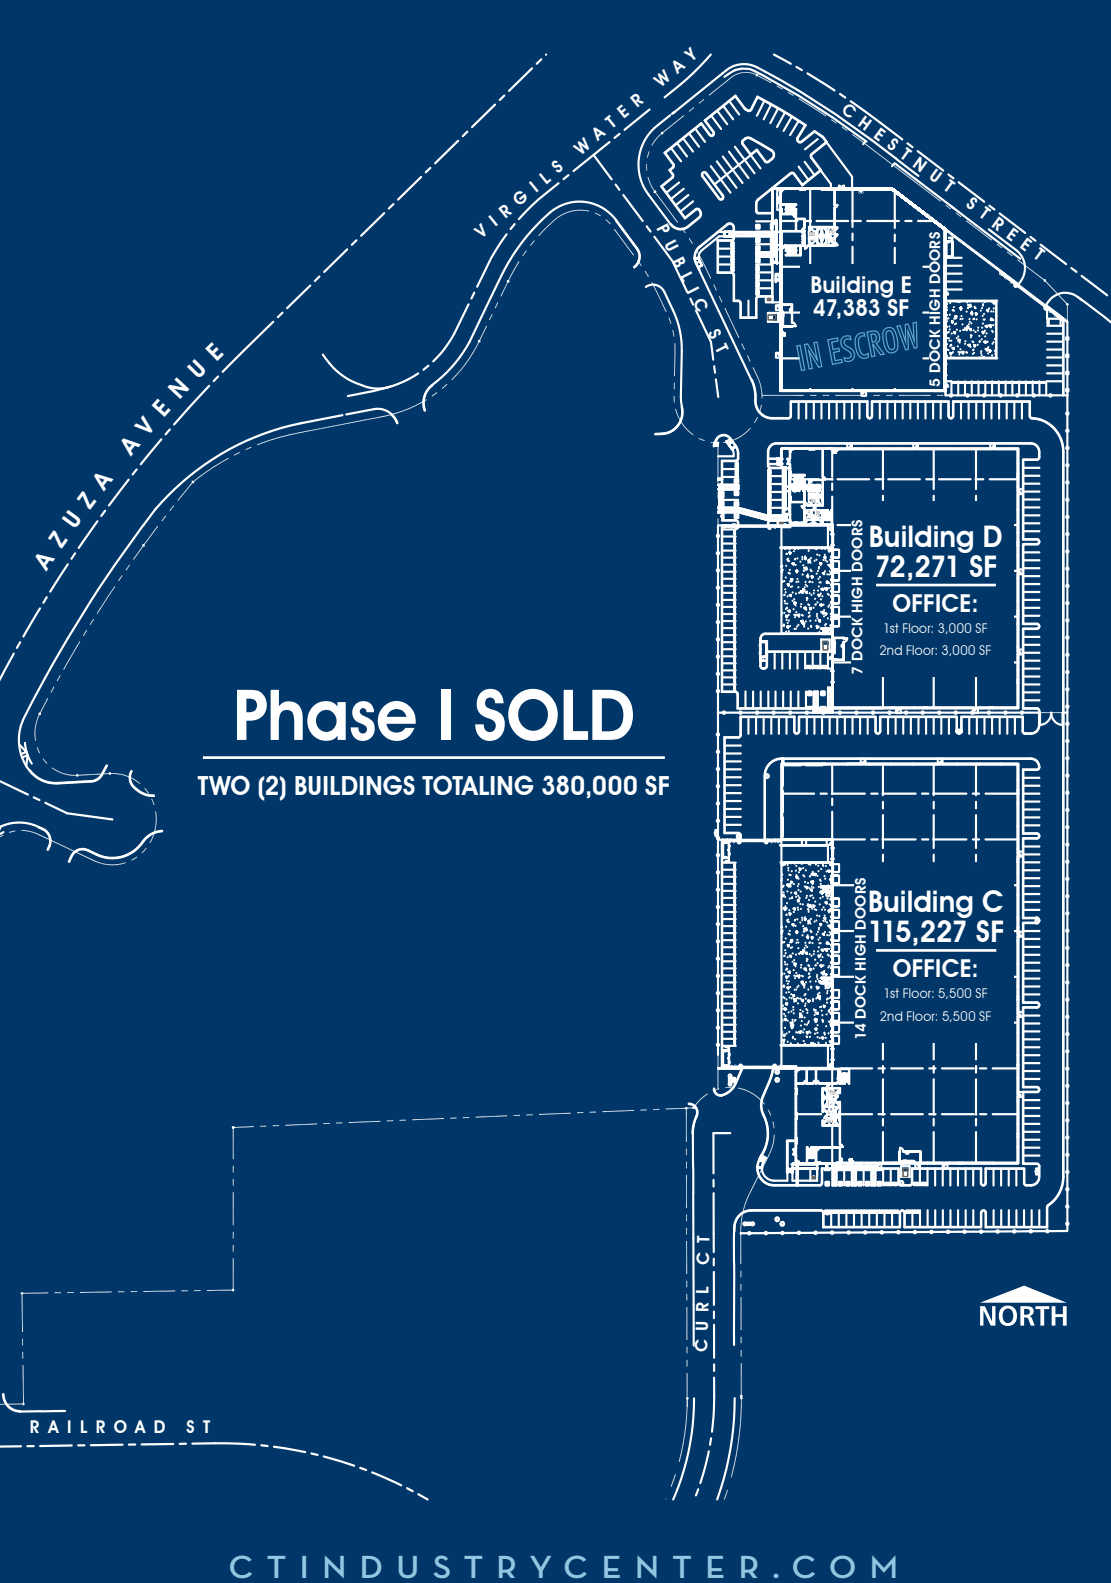 VIRGILS WATER WAY
CHESTNUT STREET
PUBLIC ST
AZUZA AVENUE
Building E
47,383 SF
IN ESCROW
5 DOCK HIGH DOORS
Building D
72,271 SF
OFFICE:
1st Floor: 3,000 SF
2nd Floor: 3,000 SF
7 DOCK HIGH DOORS
Phase I SOLD
TWO (2) BUILDINGS TOTALING 380,000 SF
Building C
115,227 SF
OFFICE:
1st Floor: 5,500 SF
2nd Floor: 5,500 SF
14 DOCK HIGH DOORS
CURL CT
NORTH
RAILROAD ST
CTINDUSTRYCENTER.COM